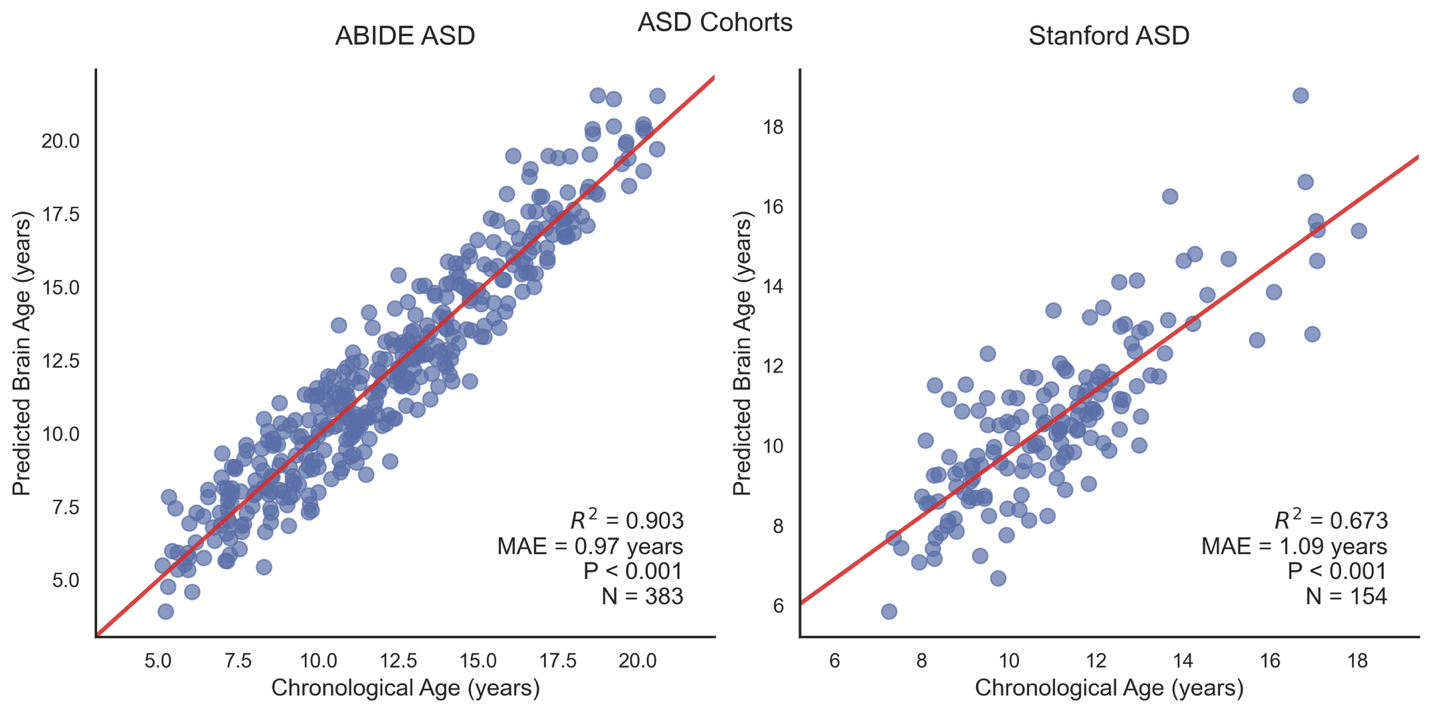 ASD Cohorts
ABIDE ASD
Predicted Brain Age (years)
20.0
17.5
15.0
12.5
10.0
7.5
5.0
R² = 0.903
MAE = 0.97 years
P < 0.001
N = 383
5.0 7.5 10.0 12.5 15.0 17.5 20.0
Chronological Age (years)
Stanford ASD
Predicted Brain Age (years)
18
16
14
12
10
8
6
R² = 0.673
MAE = 1.09 years
P < 0.001
N = 154
6 8 10 12 14 16 18
Chronological Age (years)